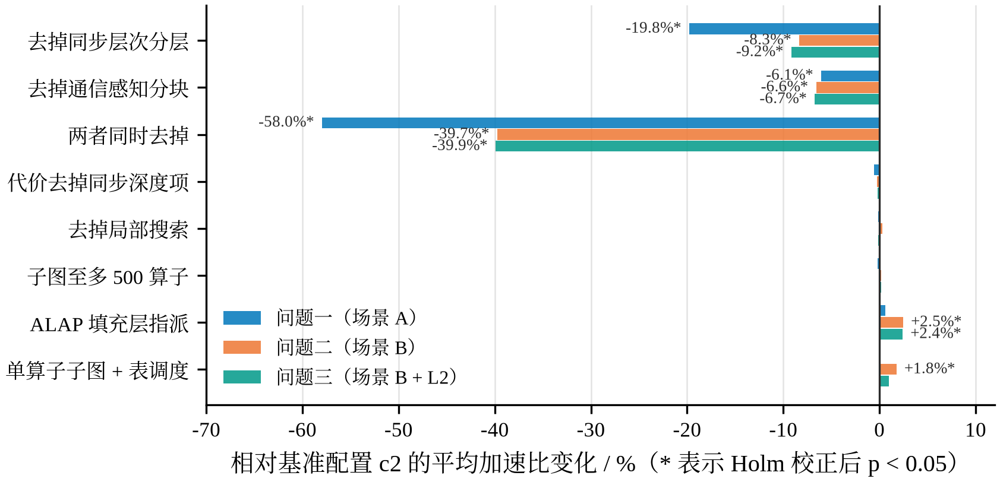 去掉同步层次分层
-19.8%*
-8.3%*
-9.2%*
去掉通信感知分块
-6.1%*
-6.6%*
-6.7%*
两者同时去掉
-58.0%*
-39.7%*
-39.9%*
代价去掉同步深度项
去掉局部搜索
子图至多 500 算子
ALAP 填充层指派
+2.5%*
+2.4%*
单算子子图 + 表调度
+1.8%*
问题一（场景 A）
问题二（场景 B）
问题三（场景 B + L2）
-70 -60 -50 -40 -30 -20 -10 0 10
相对基准配置 c2 的平均加速比变化 / %（* 表示 Holm 校正后 p < 0.05）